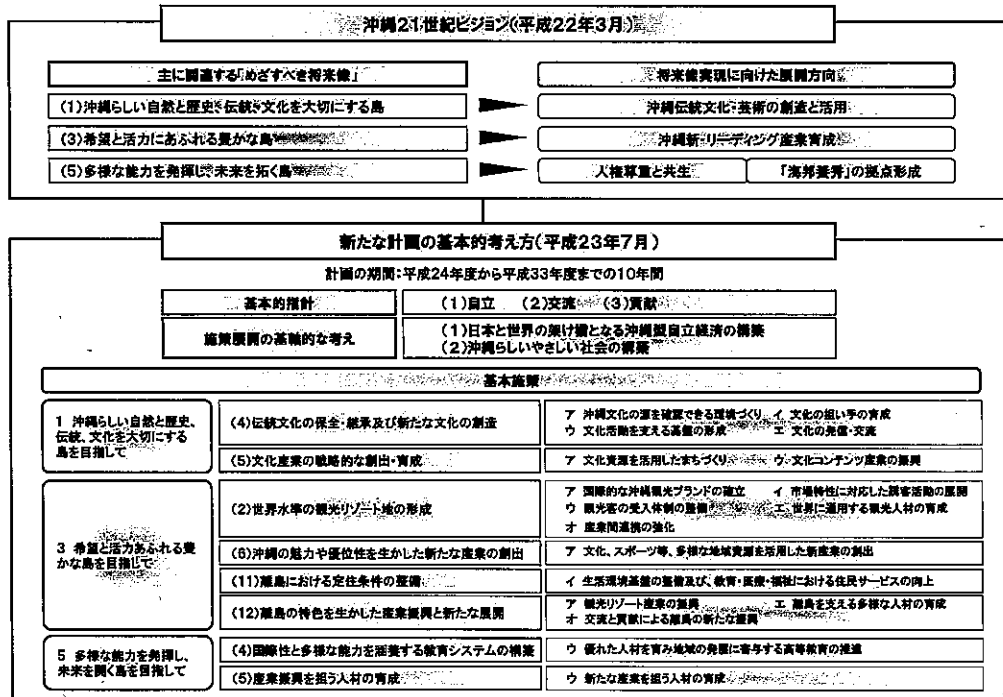 沖縄21世紀ビジョン(平成22年3月)
主に関連する「めざすべき将来像」
将来像実現に向けた展開方向
(1)沖縄らしい自然と歴史、伝統、文化を大切にする島
沖縄伝統文化・芸術の創造と活用
(3)希望と活力にあふれる豊かな島
沖縄新・リーディング産業育成
(5)多様な能力を発揮し、未来を拓く島
人権尊重と共生
「海邦養秀」の拠点形成
新たな計画の基本的考え方(平成23年7月)
計画の期間:平成24年度から平成33年度までの10年間
基本的指針
(1)自立 (2)交流 (3)貢献
施策展開の基軸的な考え
(1)日本と世界の架け橋となる沖縄型自立経済の構築
(2)沖縄らしいやさしい社会の構築
基本施策
1 沖縄らしい自然と歴史、
伝統、文化を大切にする
島を目指して
(4)伝統文化の保全・継承及び新たな文化の創造
ア 沖縄文化の源を確認できる環境づくり イ 文化の担い手の育成
ウ 文化活動を支える基盤の形成 エ 文化の発信・交流
(5)文化産業の戦略的な創出・育成
ア 文化資源を活用したまちづくり ウ 文化コンテンツ産業の振興
3 希望と活力あふれる豊
かな島を目指して
(2)世界水準の観光リゾート地の形成
ア 国際的な沖縄観光ブランドの確立 イ 市場特性に対応した誘客活動の展開
ウ 観光客の受入体制の整備 エ 世界に通用する観光人材の育成
オ 産業間連携の強化
(6)沖縄の魅力や優位性を生かした新たな産業の創出
ア 文化、スポーツ等、多様な地域資源を活用した新産業の創出
(11)離島における定住条件の整備
イ 生活環境基盤の整備及び、教育・医療・福祉における住民サービスの向上
(12)離島の特色を生かした産業振興と新たな展開
ア 観光リゾート産業の振興 エ 離島を支える多様な人材の育成
オ 交流と貢献による離島の新たな振興
5 多様な能力を発揮し、
未来を開く島を目指して
(4)国際性と多様な能力を涵養する教育システムの構築
ウ 優れた人材を育み地域の発展に寄与する高等教育の推進
(5)産業振興を担う人材の育成
ウ 新たな産業を担う人材の育成